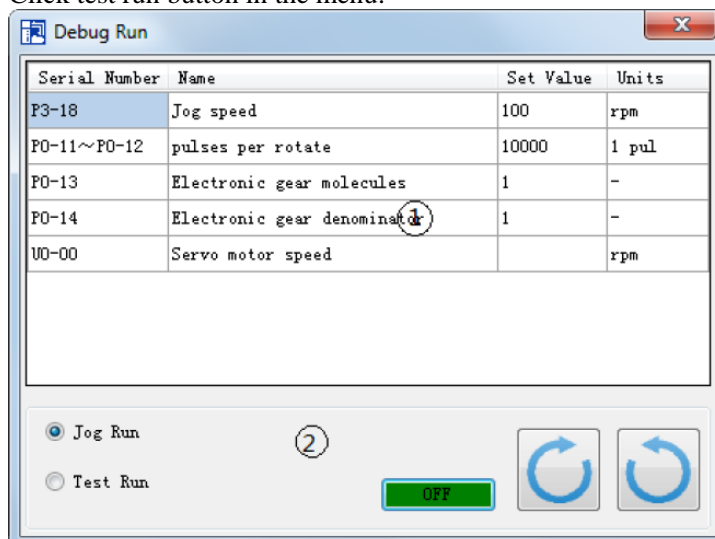 Click test run button in the menu:
Debug Run
Serial Number Name Set Value Units
P3-18 Jog speed 100 rpm
P0-11~P0-12 pulses per rotate 10000 1 pul
P0-13 Electronic gear molecules 1 -
P0-14 Electronic gear denominator 1 -
①
U0-00 Servo motor speed rpm
Jog Run
②
Test Run
OFF